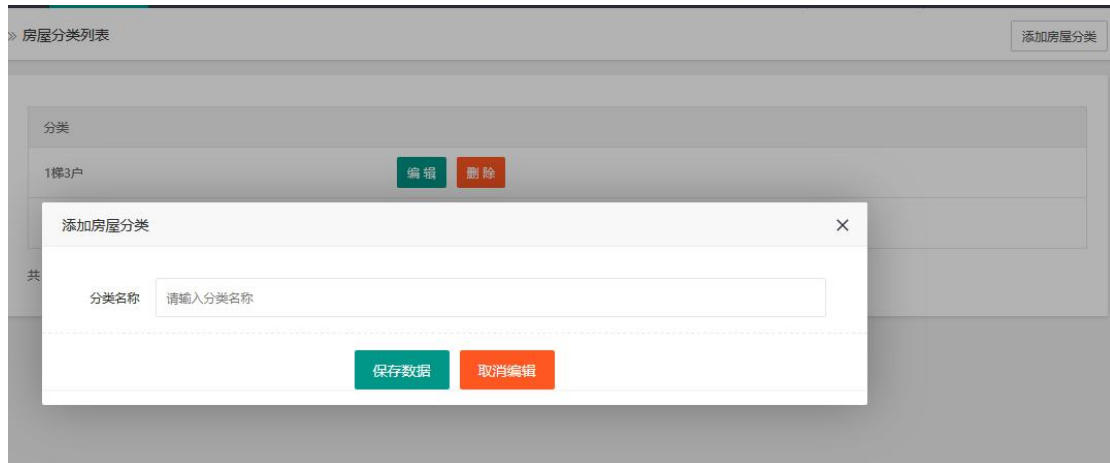 » 房屋分类列表
添加房屋分类
分类
1梯3户
编 辑
删 除
添加房屋分类
共
分类名称
请输入分类名称
保存数据
取消编辑